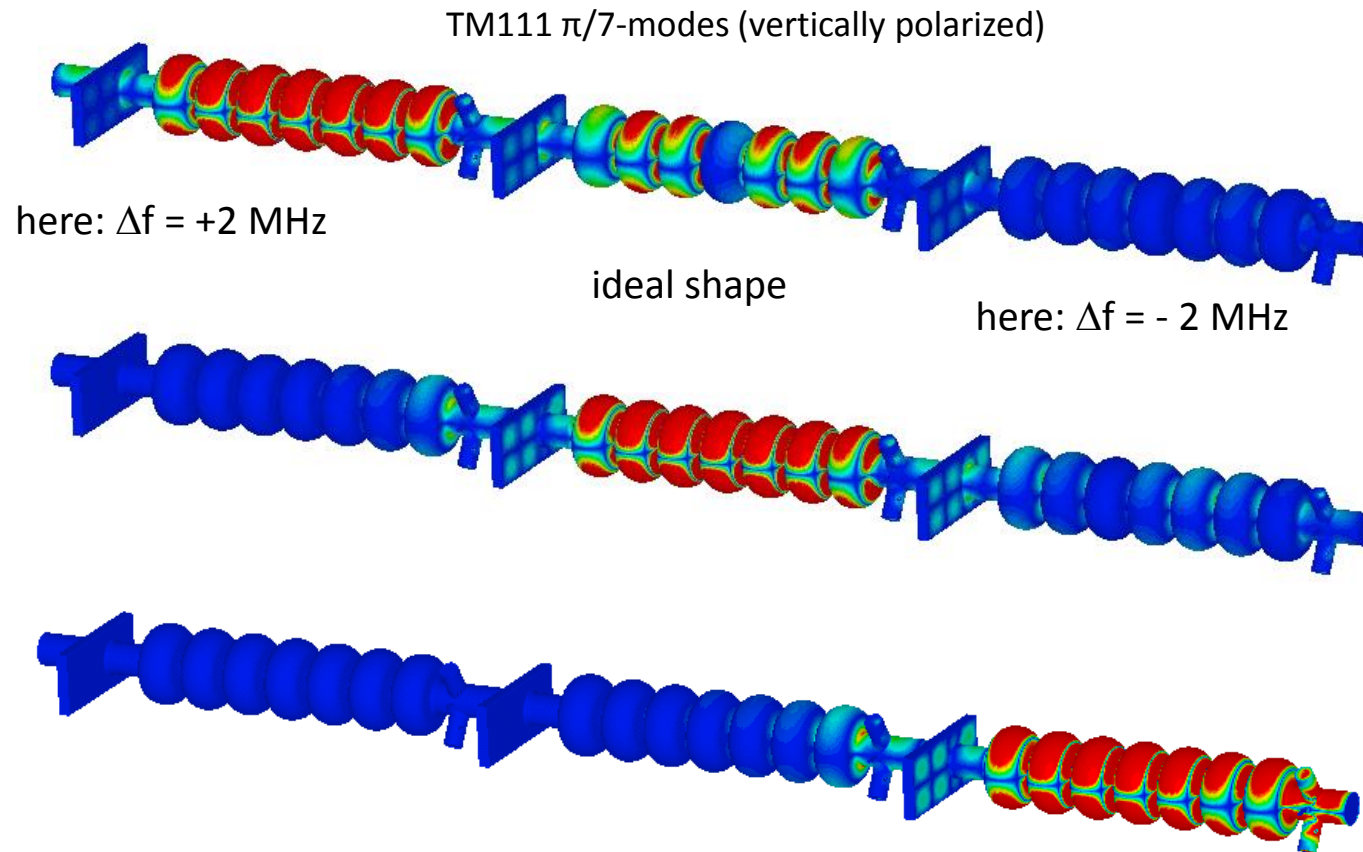 TM111 π/7-modes (vertically polarized)
here: Δf = +2 MHz
ideal shape
here: Δf = - 2 MHz